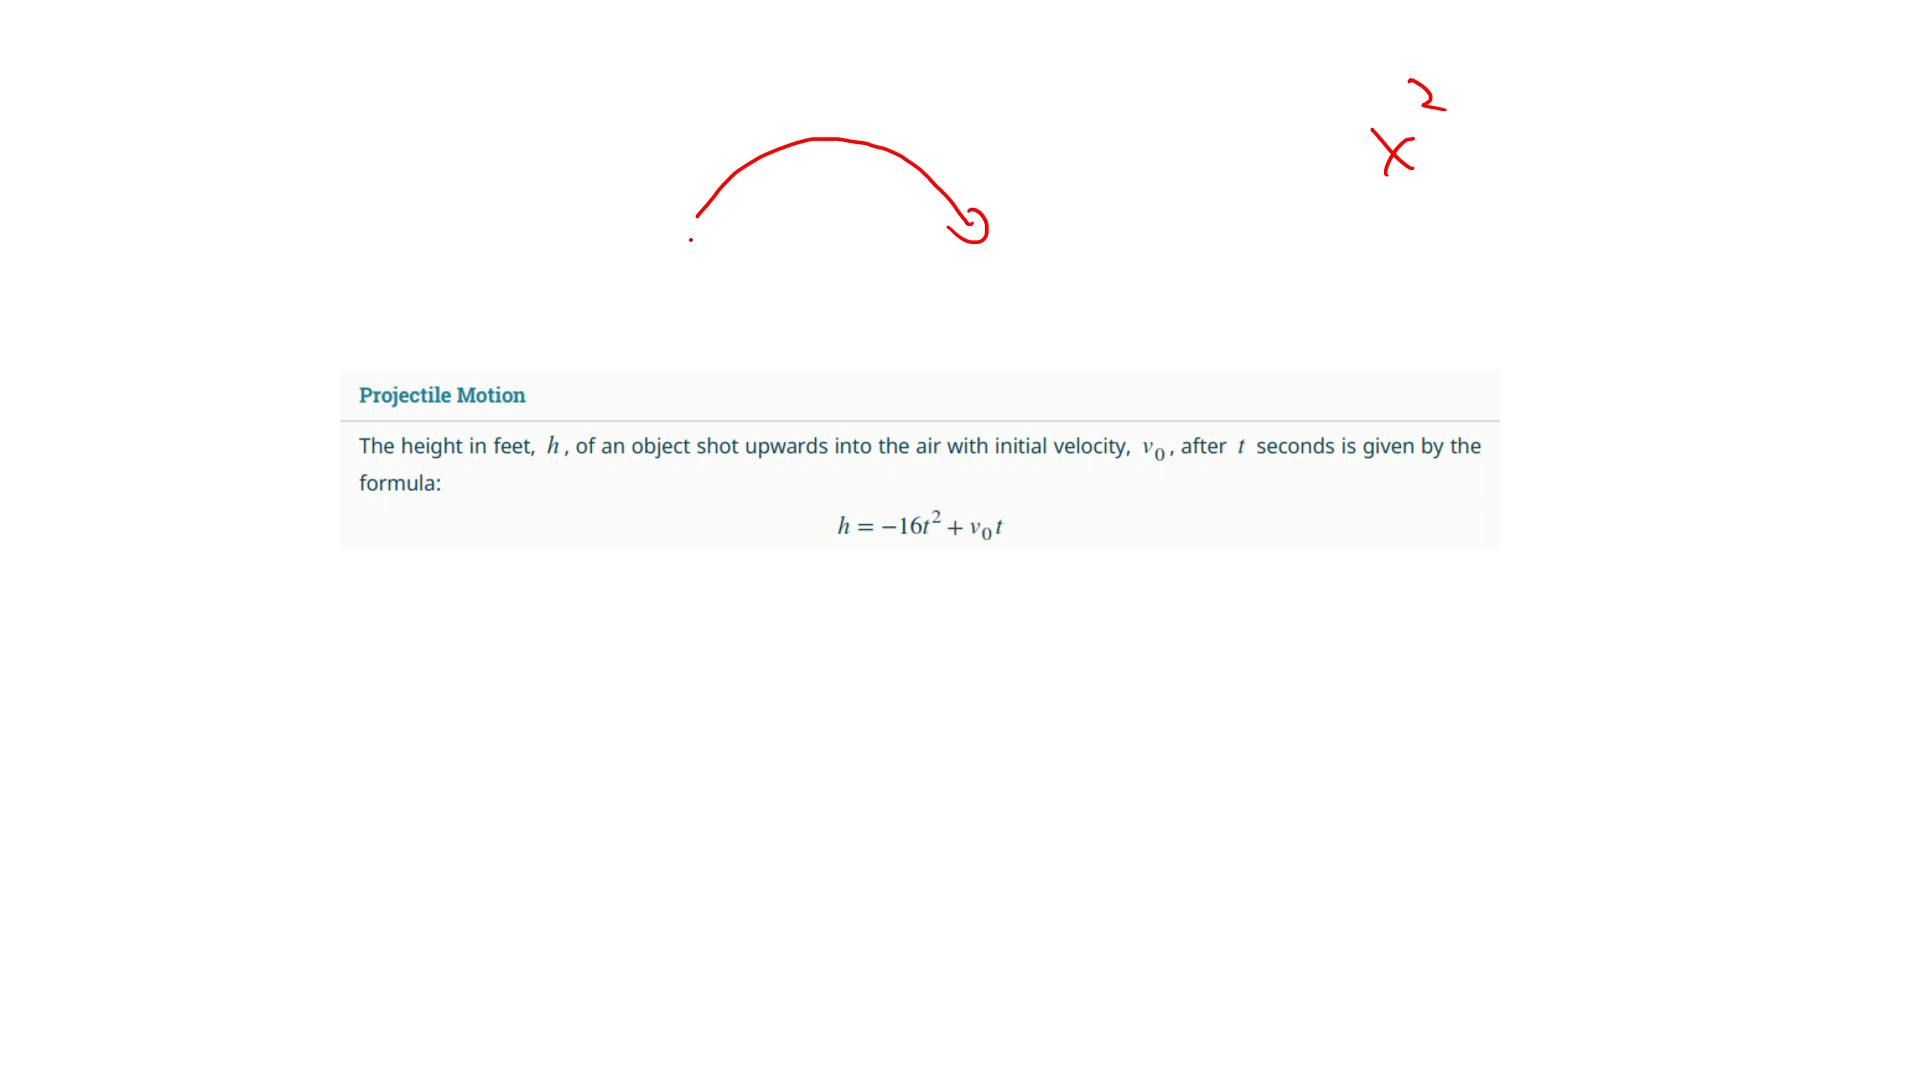 x²
Projectile Motion
The height in feet, h, of an object shot upwards into the air with initial velocity, v₀, after t seconds is given by the
formula:
h = −16t² + v₀t